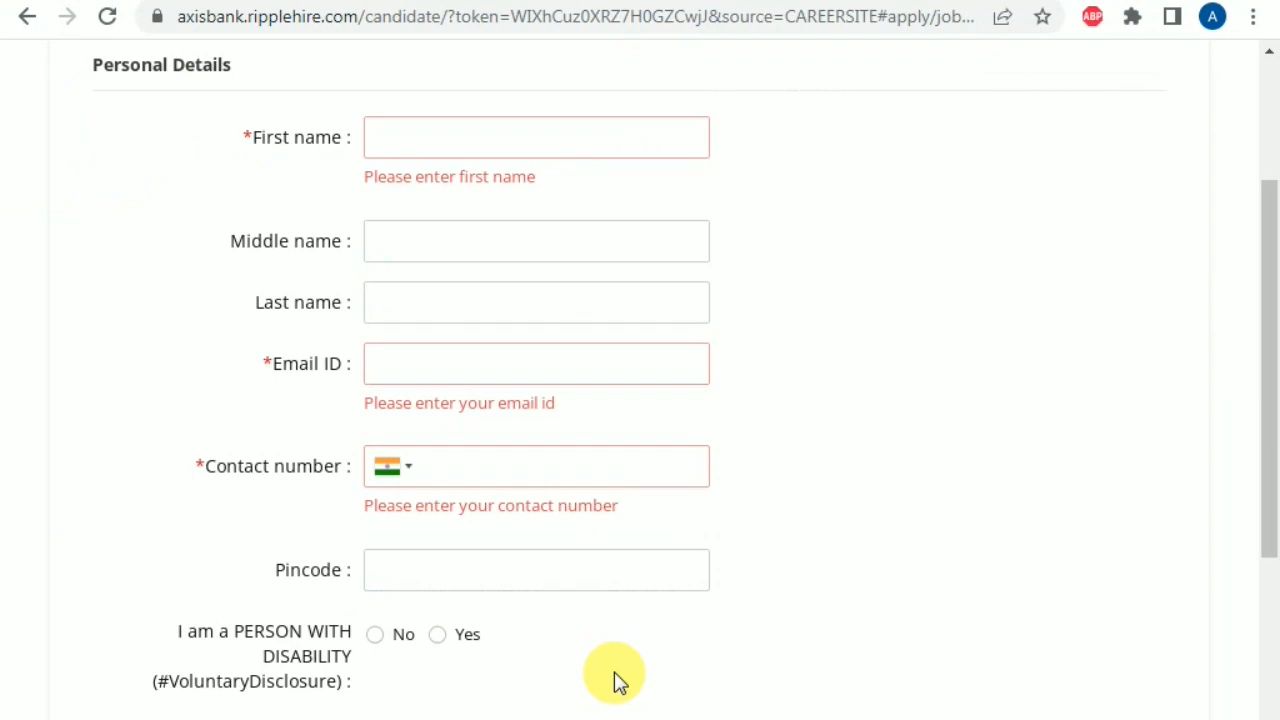 axisbank.ripplehire.com/candidate/?token=WIXhCuz0XRZ7H0GZCwjJ&source=CAREERSITE#apply/job...
ABP
A
Personal Details
*First name :
Please enter first name
Middle name :
Last name :
*Email ID :
Please enter your email id
*Contact number :
Please enter your contact number
Pincode :
I am a PERSON WITH
DISABILITY
(#VoluntaryDisclosure) :
No
Yes